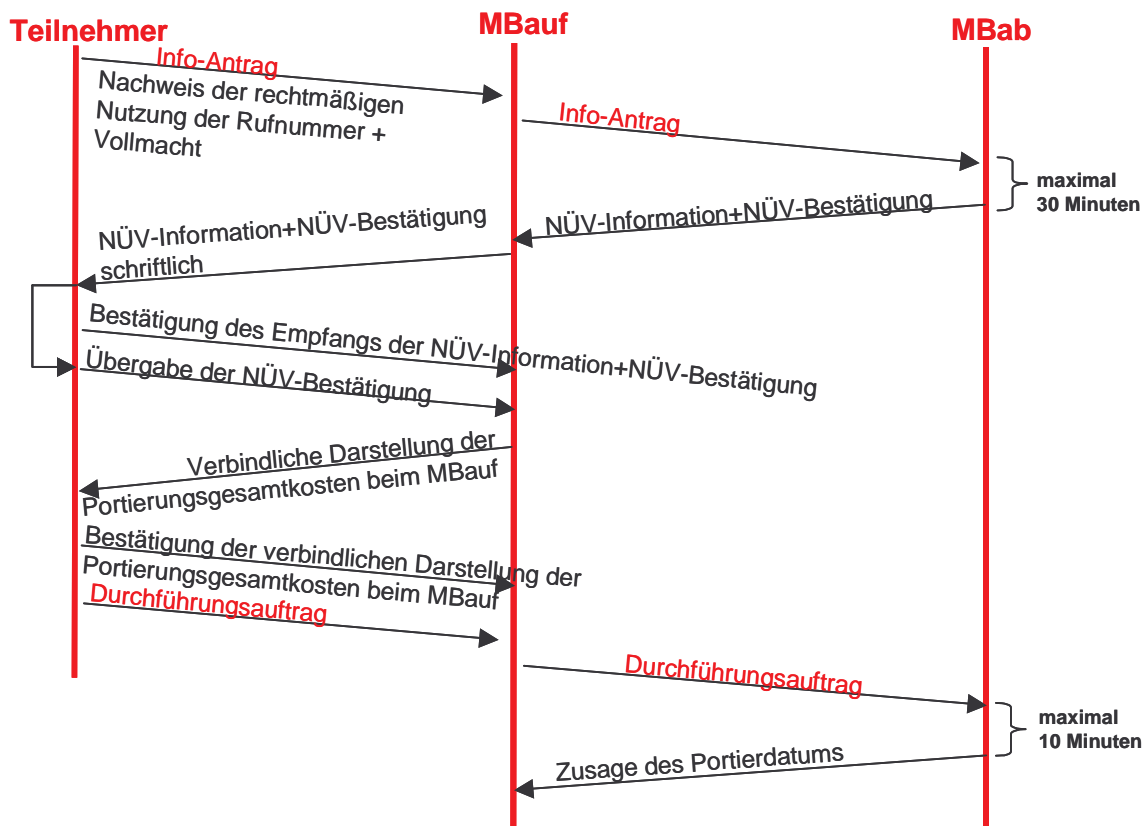 Teilnehmer
MBauf
MBab
Info-Antrag
Nachweis der rechtmäßigen
Nutzung der Rufnummer +
Vollmacht
Info-Antrag
maximal
30 Minuten
NÜV-Information+NÜV-Bestätigung
NÜV-Information+NÜV-Bestätigung
schriftlich
Bestätigung des Empfangs der NÜV-Information+NÜV-Bestätigung
Übergabe der NÜV-Bestätigung
Verbindliche Darstellung der
Portierungsgesamtkosten beim MBauf
Bestätigung der verbindlichen Darstellung der
Portierungsgesamtkosten beim MBauf
Durchführungsauftrag
Durchführungsauftrag
maximal
10 Minuten
Zusage des Portierdatums